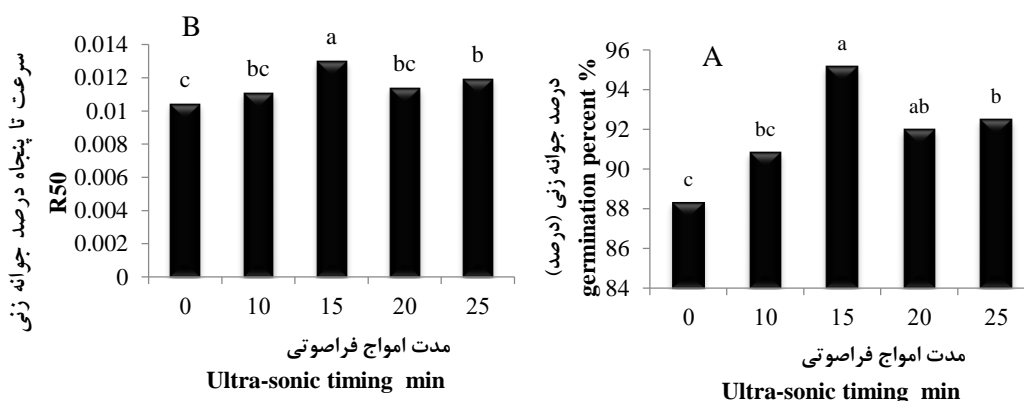 B
سرعت تا پنجاه درصد جوانه زنی
R50
0.014
0.012
0.01
0.008
0.006
0.004
0.002
0
c
bc
a
bc
b
0 10 15 20 25
مدت امواج فراصوتی
Ultra-sonic timing min
A
درصد جوانه زنی (درصد)
germination percent %
96
94
92
90
88
86
84
c
bc
a
ab
b
0 10 15 20 25
مدت امواج فراصوتی
Ultra-sonic timing min